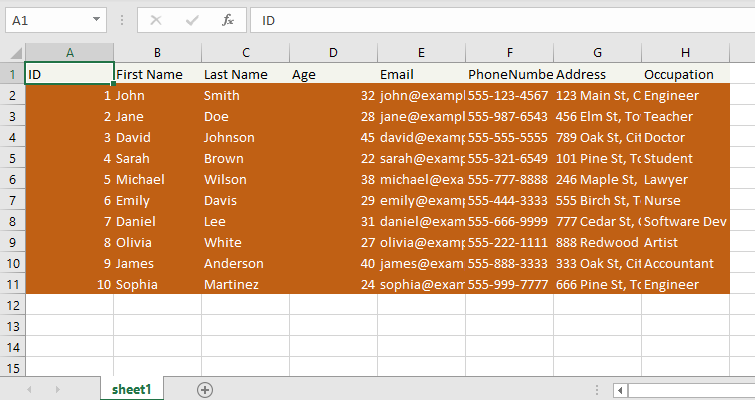 A1 fx ID
A B C D E F G H
1 ID First Name Last Name Age Email PhoneNumbe Address Occupation
2 1 John Smith 32 john@exampl 555-123-4567 123 Main St, C Engineer
3 2 Jane Doe 28 jane@examp 555-987-6543 456 Elm St, To Teacher
4 3 David Johnson 45 david@examp 555-555-5555 789 Oak St, Cit Doctor
5 4 Sarah Brown 22 sarah@examp 555-321-6549 101 Pine St, To Student
6 5 Michael Wilson 38 michael@exa 555-777-8888 246 Maple St, Lawyer
7 6 Emily Davis 29 emily@examp 555-444-3333 555 Birch St, T Nurse
8 7 Daniel Lee 31 daniel@exam 555-666-9999 777 Cedar St, Software Dev
9 8 Olivia White 27 olivia@examp 555-222-1111 888 Redwood Artist
10 9 James Anderson 40 james@exam 555-888-3333 333 Oak St, Cit Accountant
11 10 Sophia Martinez 24 sophia@exam 555-999-7777 666 Pine St, To Engineer
12
13
14
15
sheet1